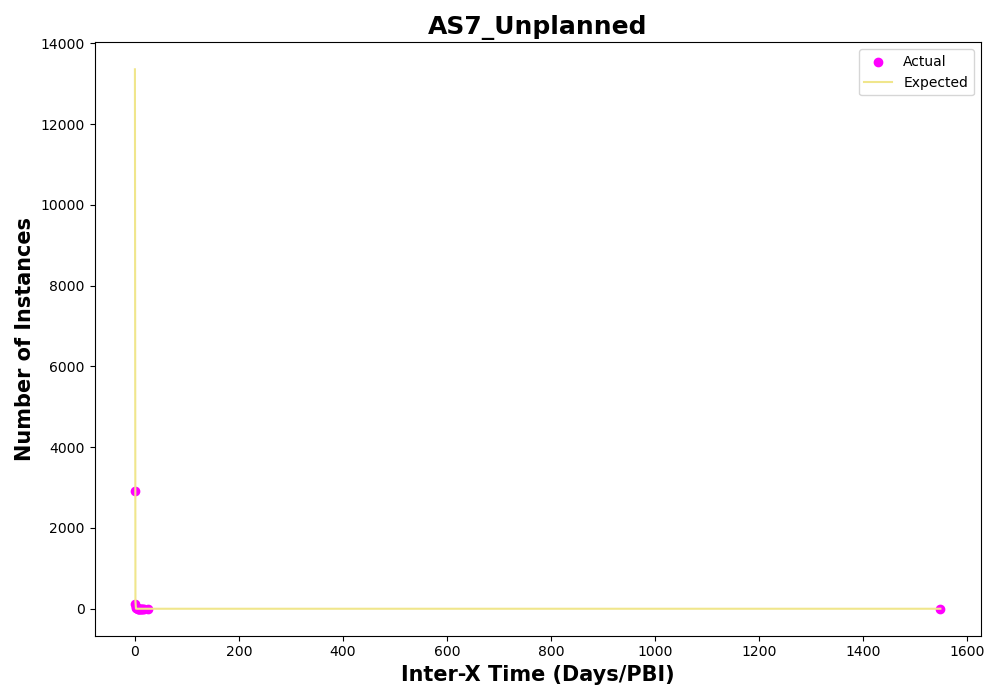 AS7_Unplanned
Actual
Expected
14000
12000
10000
8000
6000
4000
2000
0
Number of Instances
0 200 400 600 800 1000 1200 1400 1600
Inter-X Time (Days/PBI)